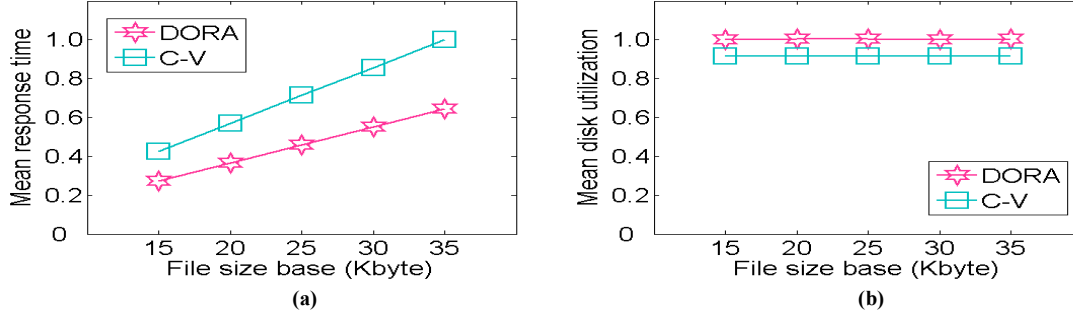 Mean response time
1.0
0.8
0.6
0.4
0.2
0
DORA
C-V
15 20 25 30 35
File size base (Kbyte)
(a)
Mean disk utilization
1.0
0.8
0.6
0.4
0.2
0
DORA
C-V
15 20 25 30 35
File size base (Kbyte)
(b)